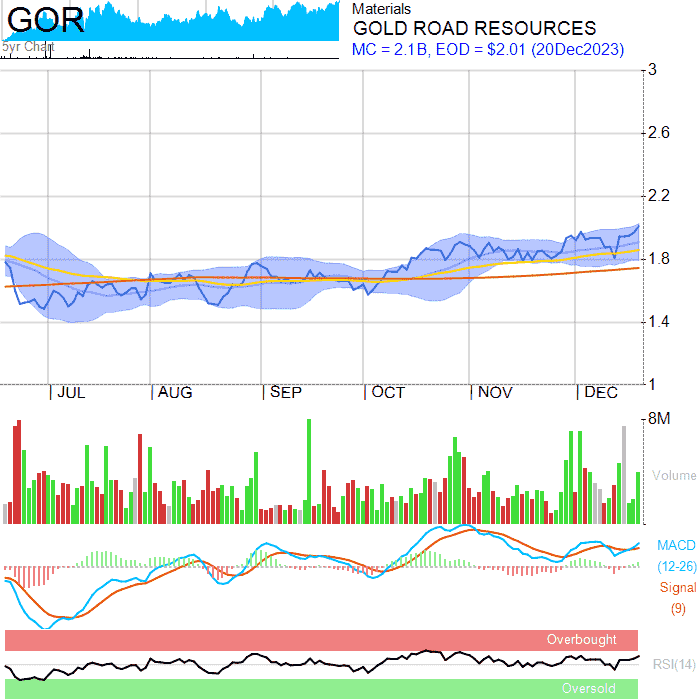 GOR
5yr Chart
Materials
GOLD ROAD RESOURCES
MC = 2.1B, EOD = $2.01 (20Dec2023)
3
2.6
2.2
1.8
1.4
1
JUL AUG SEP OCT NOV DEC
8M
Volume
MACD
(12-26)
Signal
(9)
Overbought
RSI(14)
Oversold